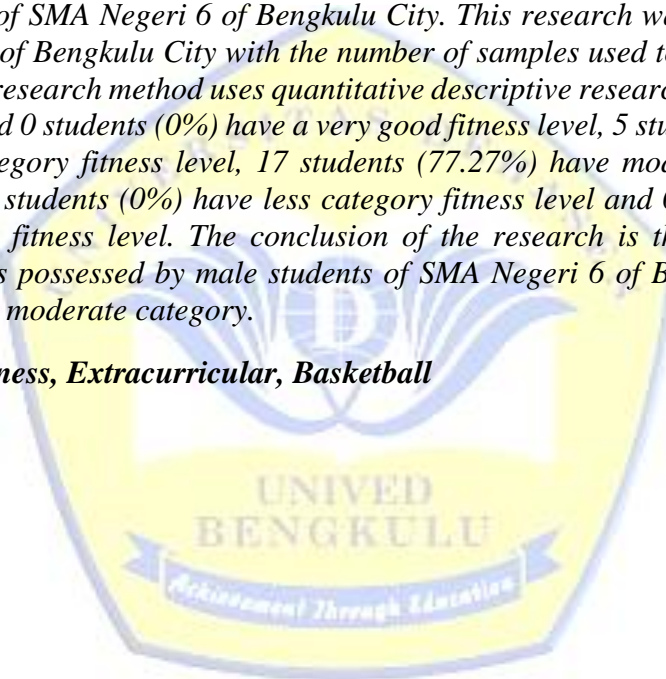 of SMA Negeri 6 of Bengkulu City. This research wa
of Bengkulu City with the number of samples used t
research method uses quantitative descriptive resear
d 0 students (0%) have a very good fitness level, 5 stu
egory fitness level, 17 students (77.27%) have mod
students (0%) have less category fitness level and
fitness level. The conclusion of the research is th
s possessed by male students of SMA Negeri 6 of B
moderate category.
ness, Extracurricular, Basketball
UNIVERSITAS DEHASEN
D
UNIVED
BENGKULU
Achievement Through Education